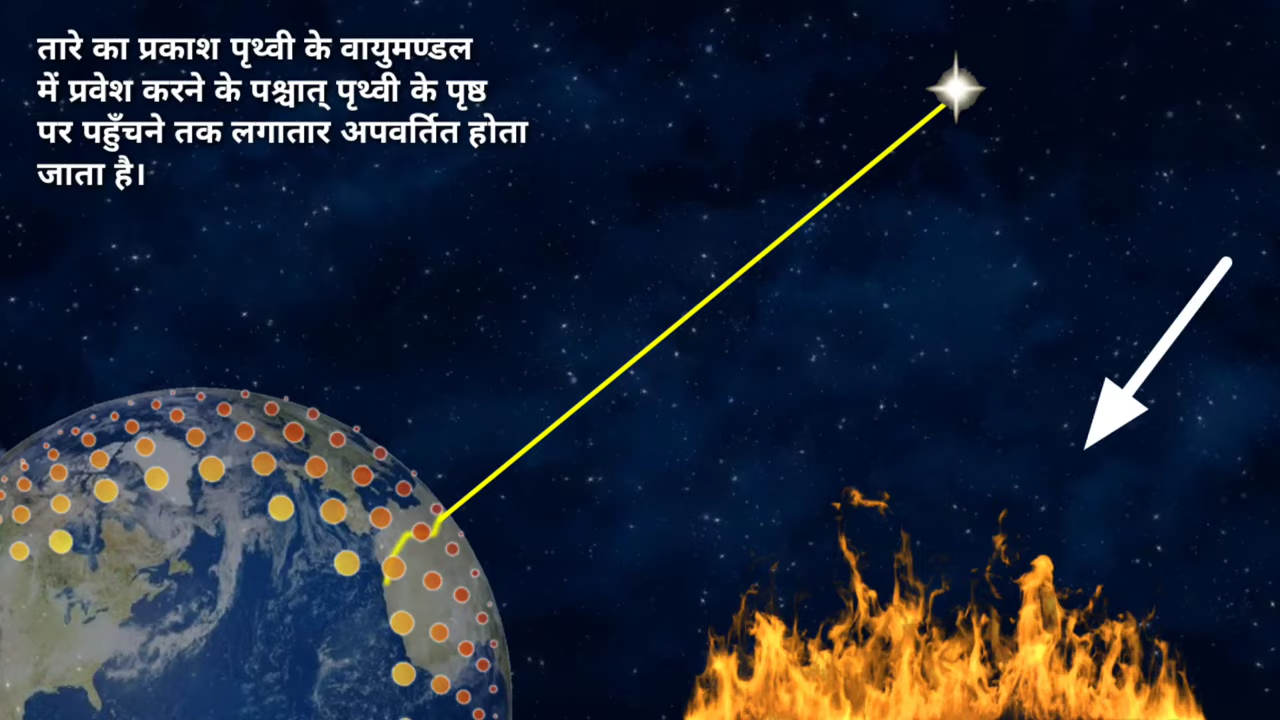 तारे का प्रकाश पृथ्वी के वायुमण्डल
में प्रवेश करने के पश्चात् पृथ्वी के पृष्ठ
पर पहुँचने तक लगातार अपवर्तित होता
जाता है।